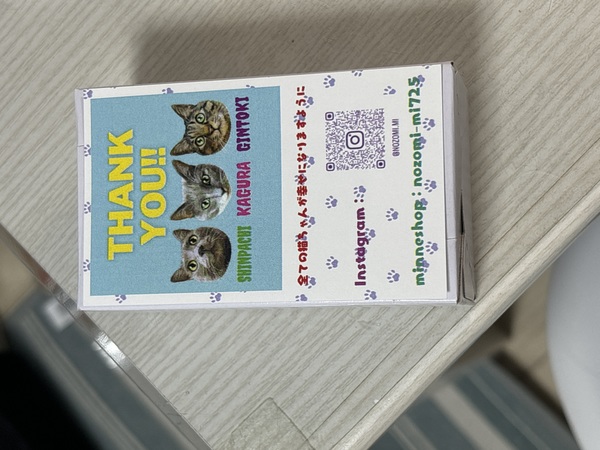 THANK
YOU!!
SHINPACHI KAGURA GINTOKI
全ての猫ちゃんが幸せになりますように
Instagram :
@NOZOMI.MI
minneshop : nozomi-mi725